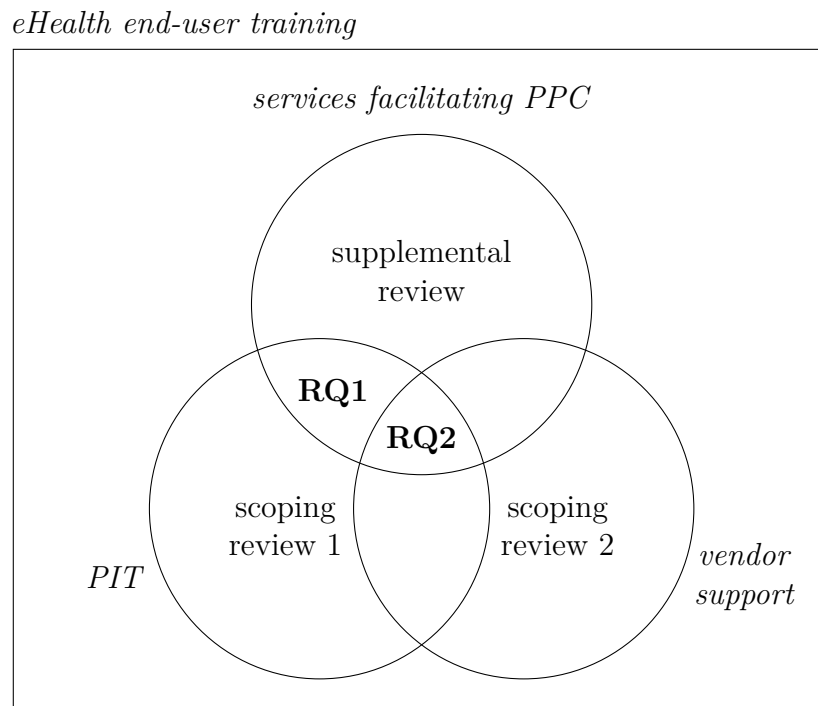 eHealth end-user training
services facilitating PPC
supplemental
review
RQ1
RQ2
scoping
review 1
scoping
review 2
PIT
vendor
support